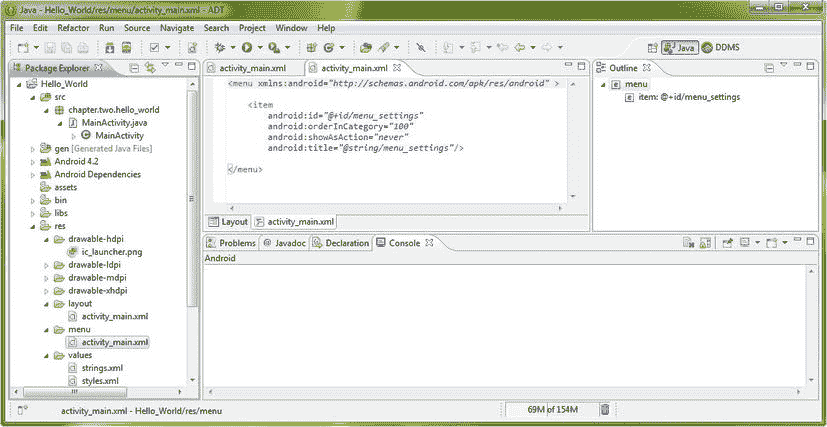 Java - Hello_World/res/menu/activity_main.xml - ADT
File Edit Refactor Run Source Navigate Search Project Window Help
Java DDMS
Package Explorer
Hello_World
src
chapter.two.hello_world
MainActivity.java
MainActivity
gen [Generated Java Files]
Android 4.2
Android Dependencies
assets
bin
libs
res
drawable-hdpi
ic_launcher.png
drawable-ldpi
drawable-mdpi
drawable-xhdpi
layout
activity_main.xml
menu
activity_main.xml
values
strings.xml
styles.xml
activity_main.xml activity_main.xml
<menu xmlns:android="http://schemas.android.com/apk/res/android" >
<item
android:id="@+id/menu_settings"
android:orderInCategory="100"
android:showAsAction="never"
android:title="@string/menu_settings"/>
</menu>
Layout activity_main.xml
Outline
menu
item: @+id/menu_settings
Problems @ Javadoc Declaration Console
Android
activity_main.xml - Hello_World/res/menu
69M of 154M